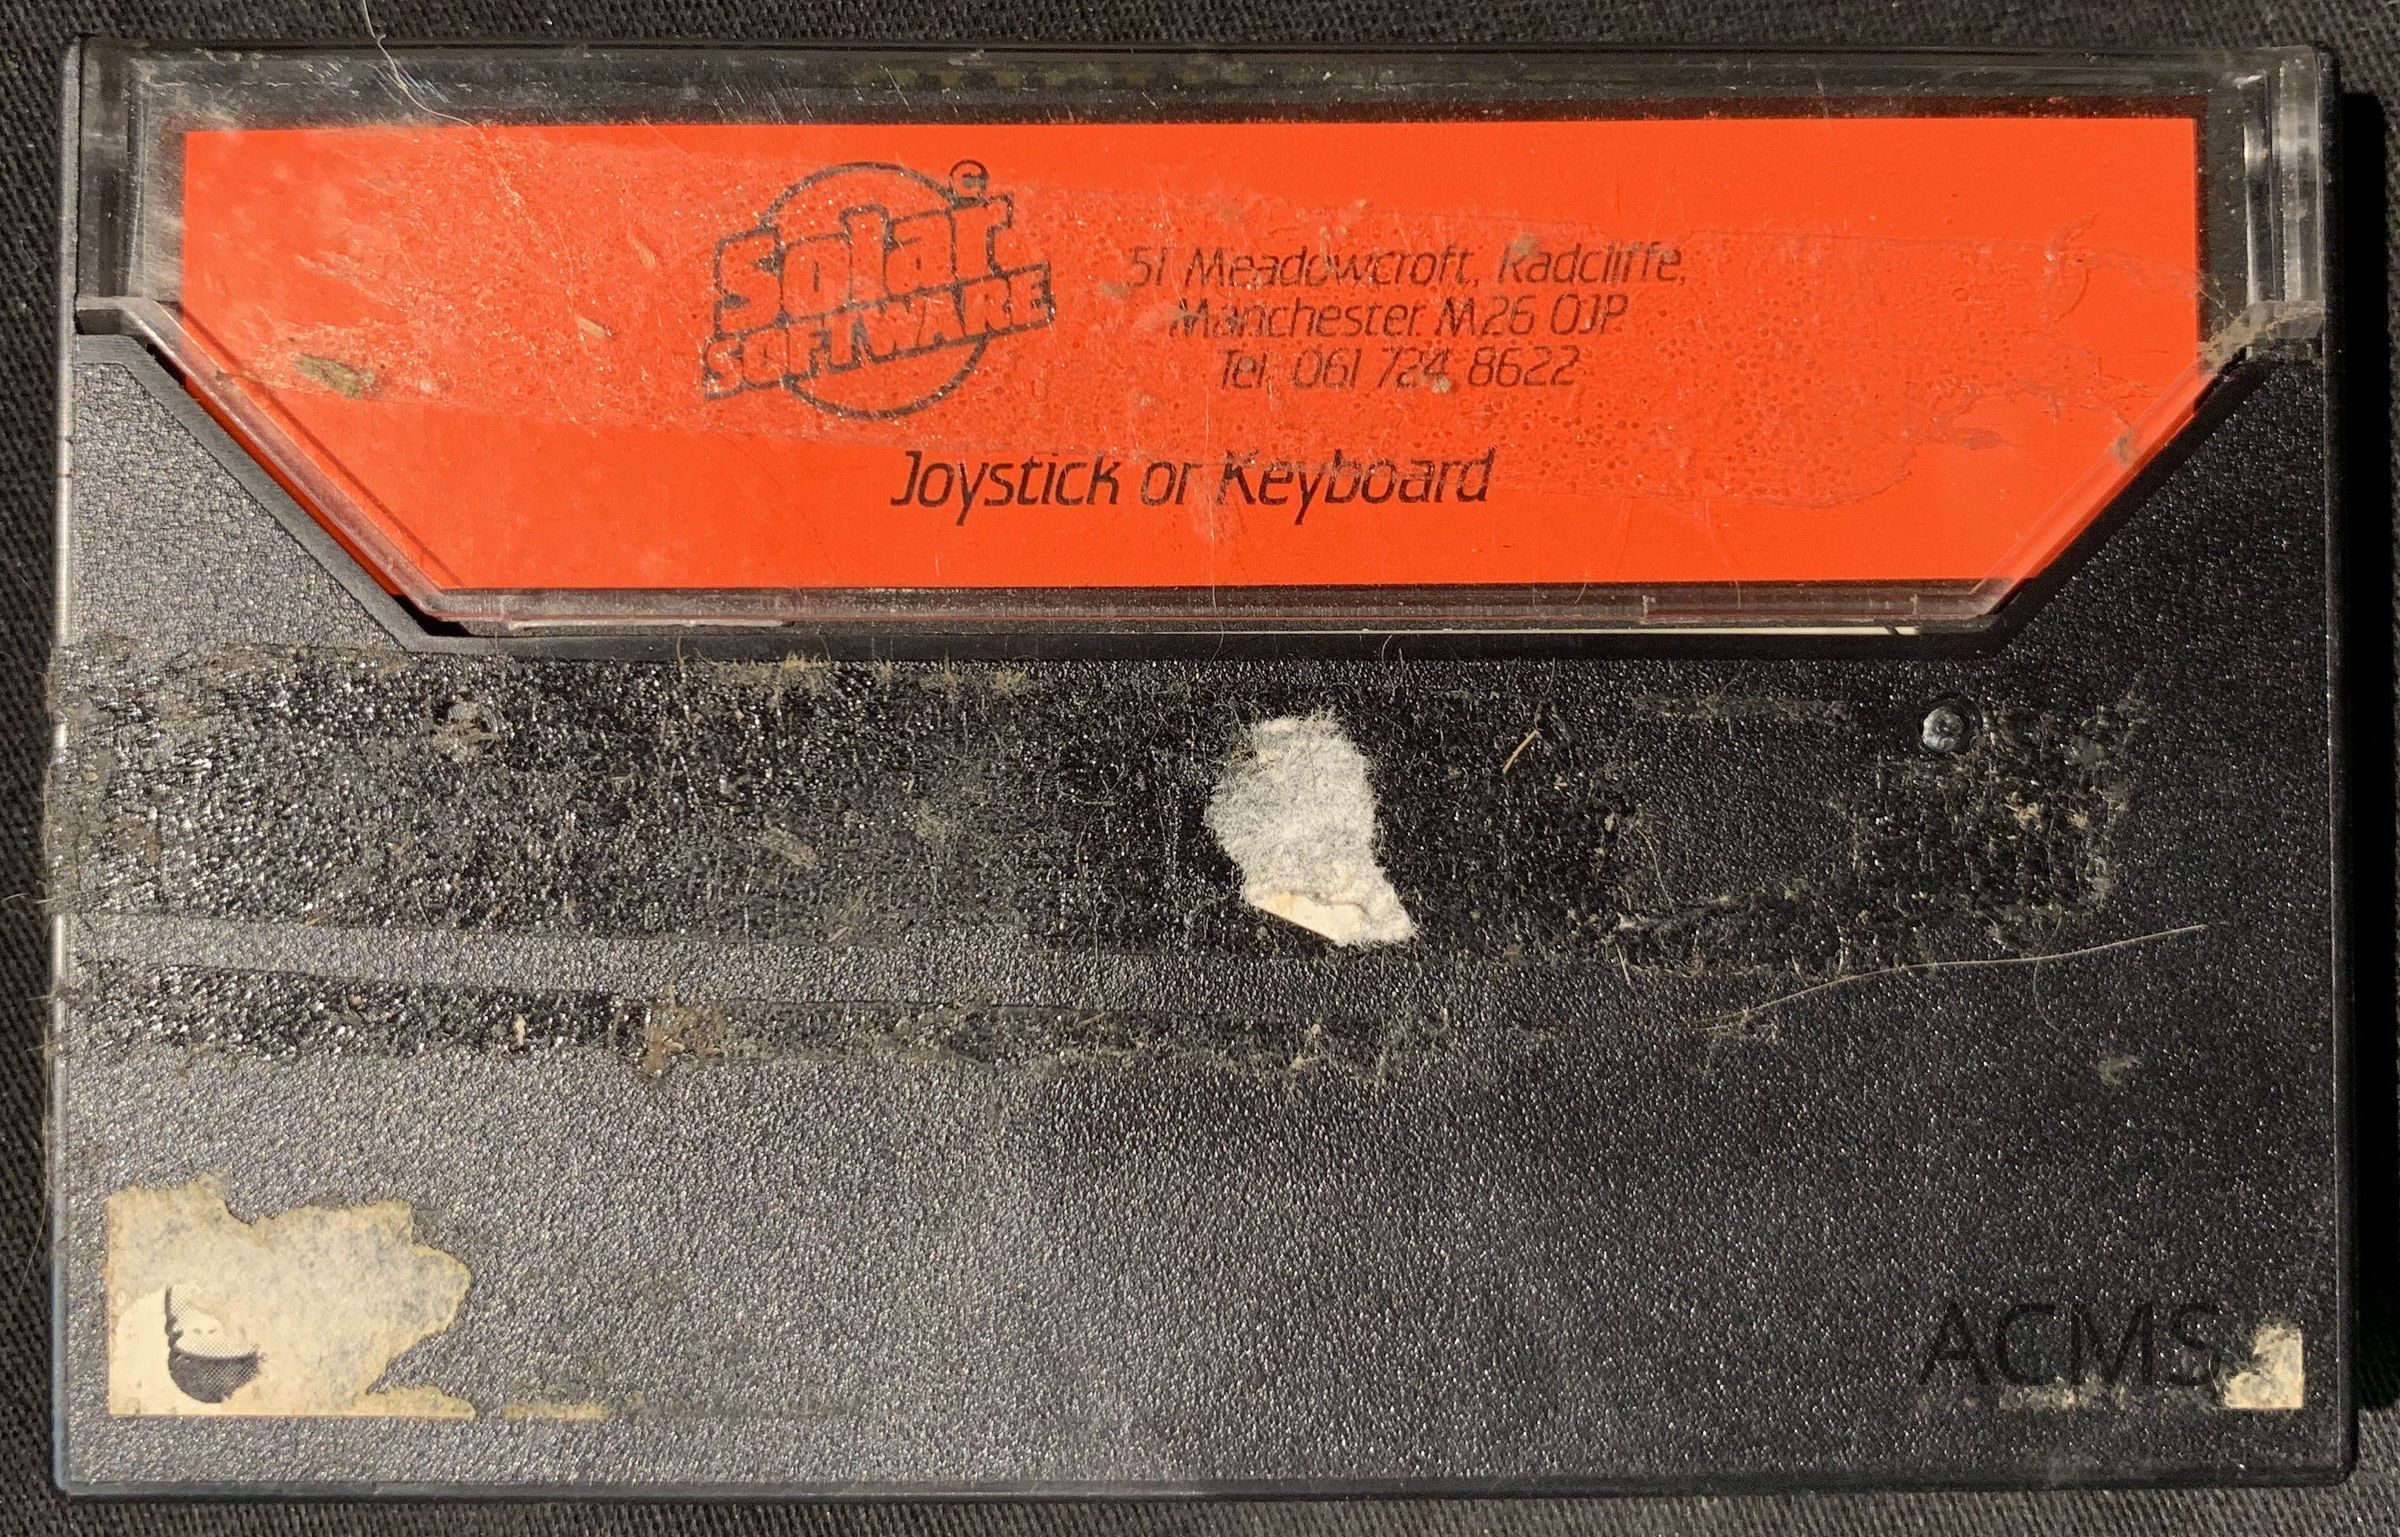 Solar ©
SOFTWARE
51 Meadowcroft, Radcliffe,
Manchester M26 0JP
Tel. 061 724 8622
Joystick or Keyboard
ACMS